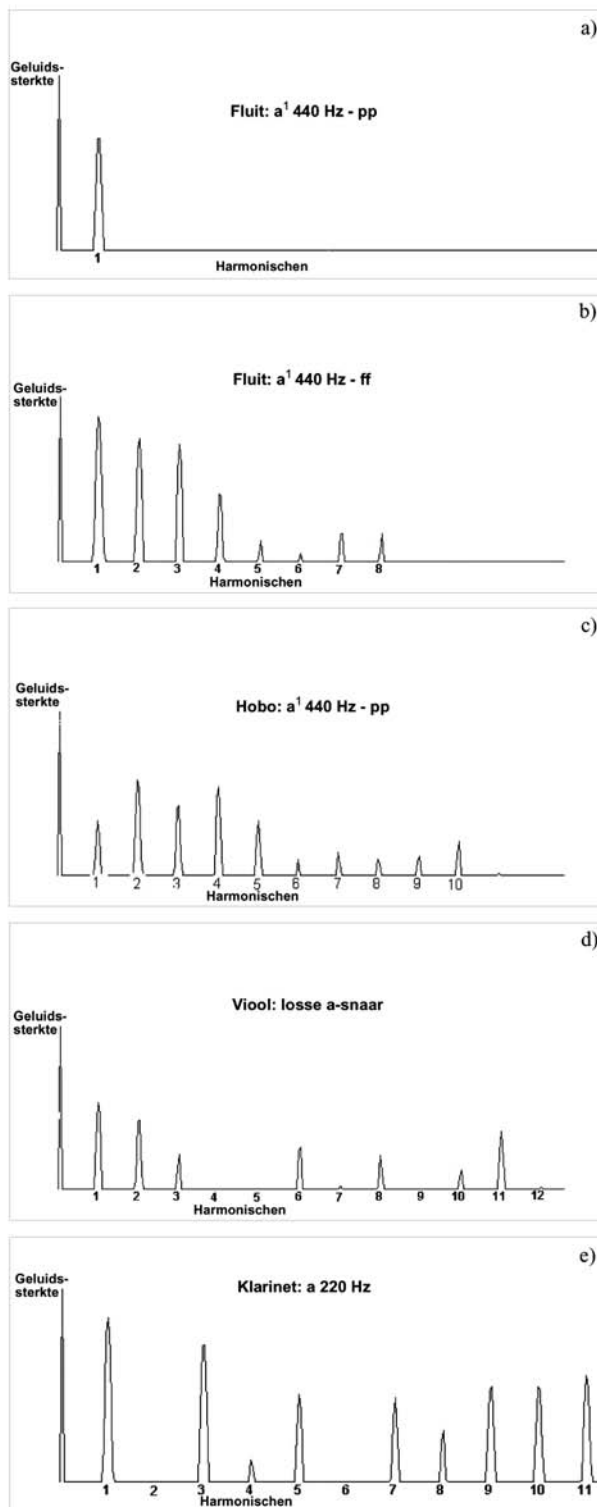 a)
Geluids-
sterkte
Fluit: a¹ 440 Hz - pp
1
Harmonischen
b)
Fluit: a¹ 440 Hz - ff
Geluids-
sterkte
1 2 3 4 5 6 7 8
Harmonischen
c)
Geluids-
sterkte
Hobo: a¹ 440 Hz - pp
1 2 3 4 5 6 7 8 9 10
Harmonischen
d)
Viool: losse a-snaar
Geluids-
sterkte
1 2 3 4 5 6 7 8 9 10 11 12
Harmonischen
e)
Geluids-
sterkte
Klarinet: a 220 Hz
1 2 3 4 5 6 7 8 9 10 11
Harmonischen